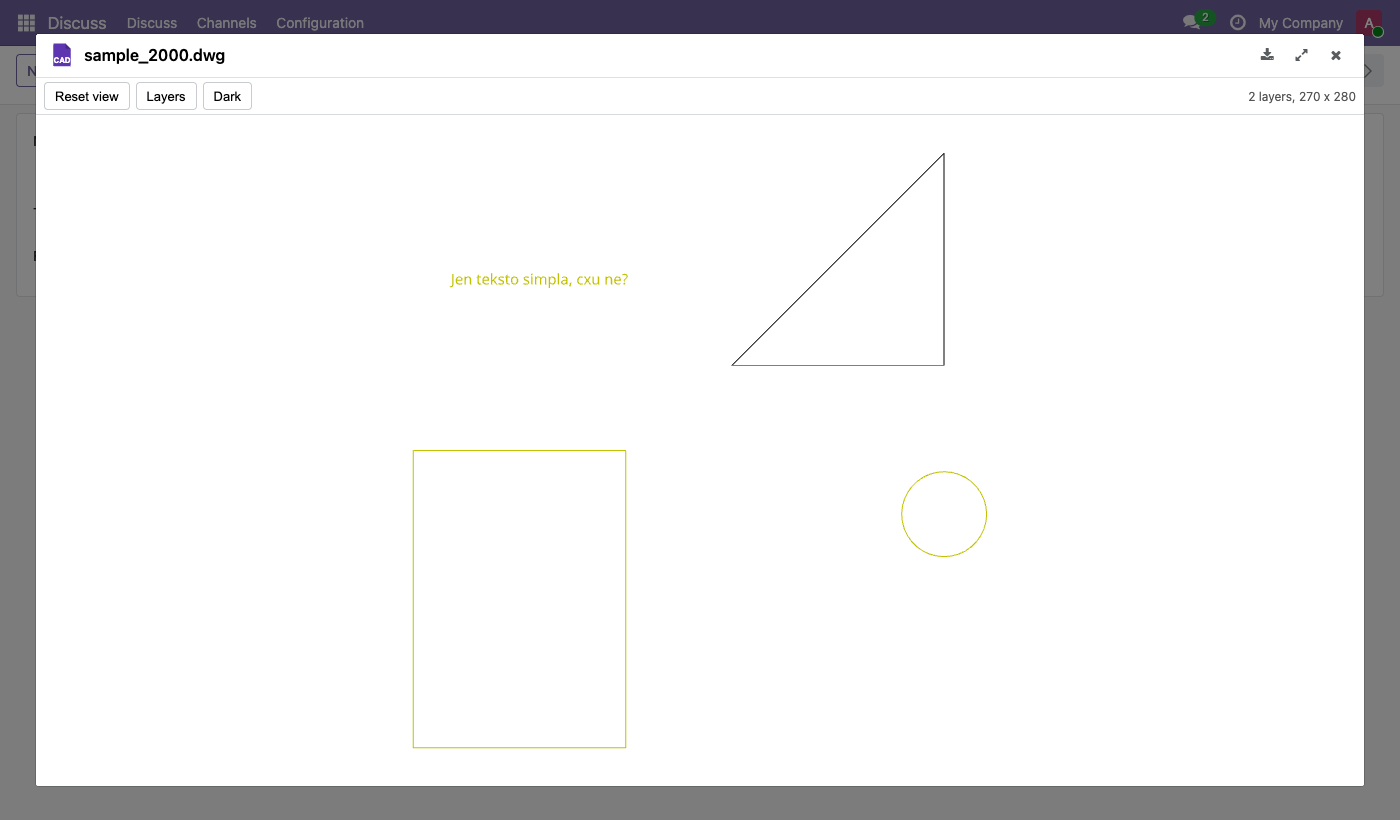 Discuss Discuss Channels Configuration 2 My Company A
CAD sample_2000.dwg
Reset view Layers Dark 2 layers, 270 x 280
Jen teksto simpla, cxu ne?